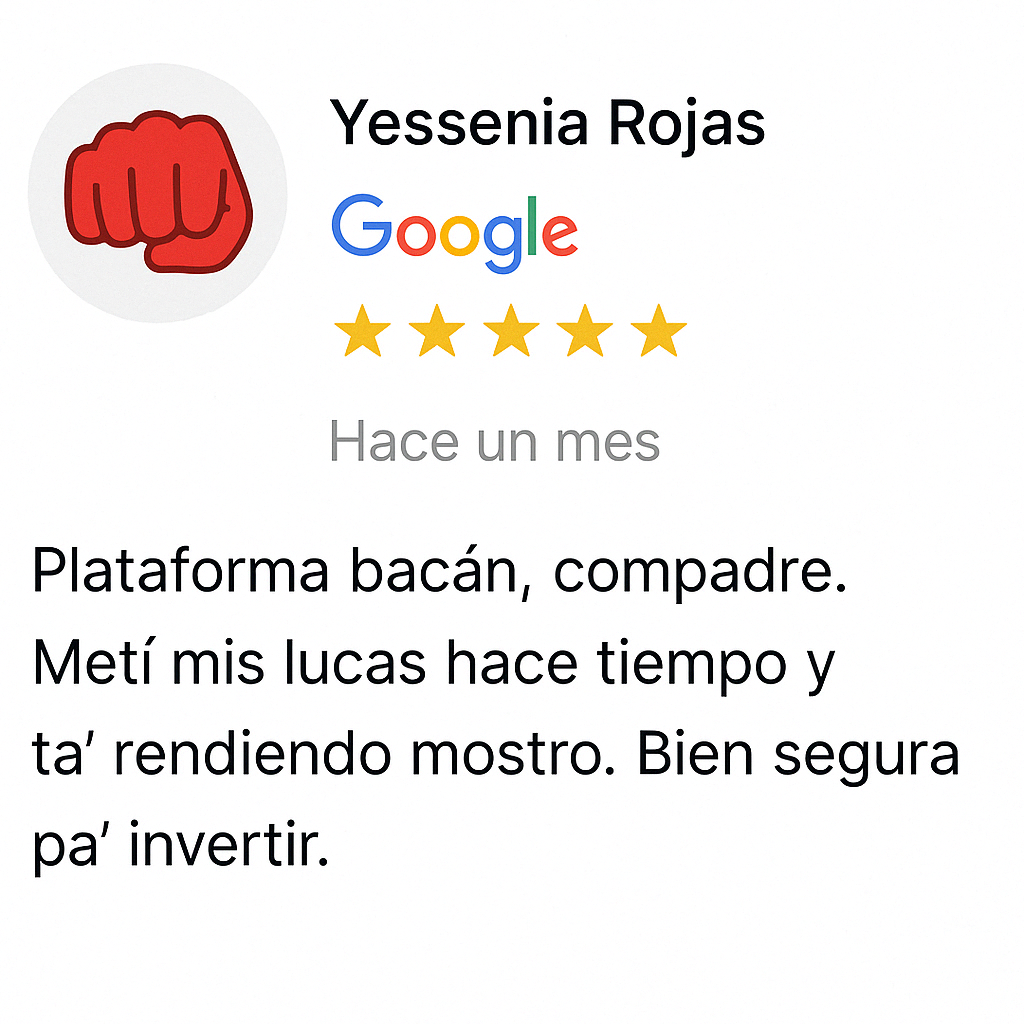 Yessenia Rojas
Google
Hace un mes
Plataforma bacán, compadre.
Metí mis lucas hace tiempo y
ta’ rendiendo mostro. Bien segura
pa’ invertir.